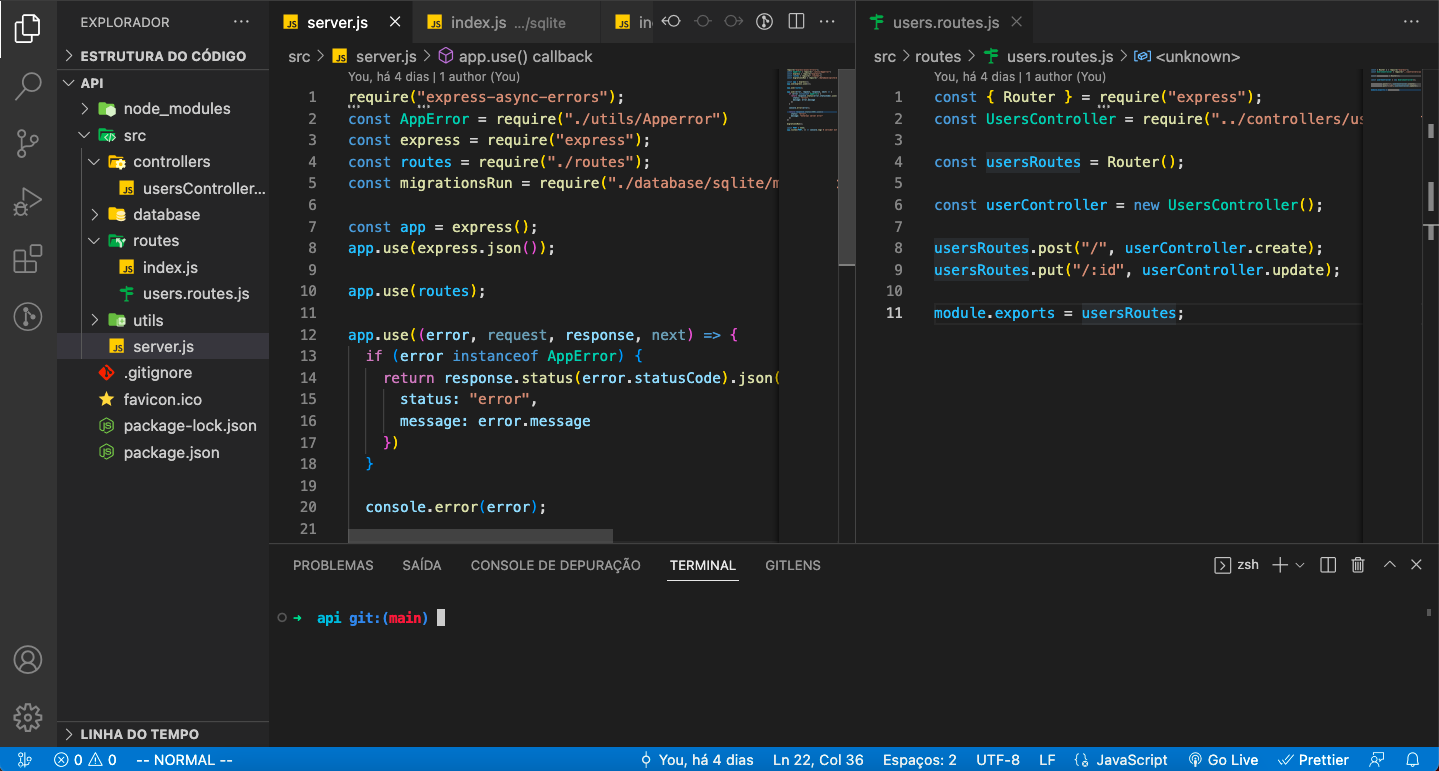 EXPLORADOR ···
ESTRUTURA DO CÓDIGO
API
node_modules
src
controllers
usersController...
database
routes
index.js
users.routes.js
utils
server.js
.gitignore
favicon.ico
package-lock.json
package.json
LINHA DO TEMPO
server.js
index.js .../sqlite
in
src > server.js > app.use() callback
You, há 4 dias | 1 author (You)
1 require("express-async-errors");
2 const AppError = require("./utils/Apperror")
3 const express = require("express");
4 const routes = require("./routes");
5 const migrationsRun = require("./database/sqlite/m
6
7 const app = express();
8 app.use(express.json());
9
10 app.use(routes);
11
12 app.use((error, request, response, next) => {
13 if (error instanceof AppError) {
14 return response.status(error.statusCode).json(
15 status: "error",
16 message: error.message
17 })
18 }
19
20 console.error(error);
21
users.routes.js
src > routes > users.routes.js > <unknown>
You, há 4 dias | 1 author (You)
1 const { Router } = require("express");
2 const UsersController = require("../controllers/us
3
4 const usersRoutes = Router();
5
6 const userController = new UsersController();
7
8 usersRoutes.post("/", userController.create);
9 usersRoutes.put("/:id", userController.update);
10
11 module.exports = usersRoutes;
PROBLEMAS SAÍDA CONSOLE DE DEPURAÇÃO TERMINAL GITLENS
zsh
→ api git:(main)
0 0 -- NORMAL --
You, há 4 dias Ln 22, Col 36 Espaços: 2 UTF-8 LF JavaScript Go Live Prettier